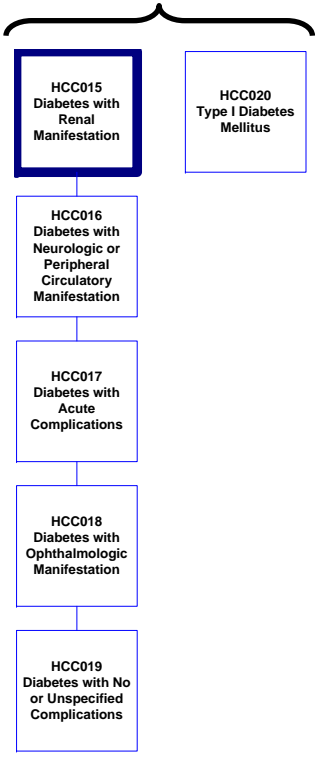 HCC015
Diabetes with
Renal
Manifestation
HCC020
Type I Diabetes
Mellitus
HCC016
Diabetes with
Neurologic or
Peripheral
Circulatory
Manifestation
HCC017
Diabetes with
Acute
Complications
HCC018
Diabetes with
Ophthalmologic
Manifestation
HCC019
Diabetes with No
or Unspecified
Complications